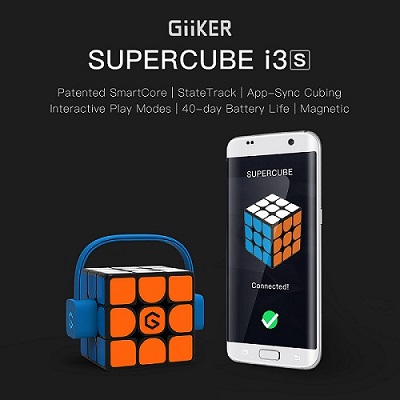 GiiKER
SUPERCUBE i3s
Patented SmartCore | StateTrack | App-Sync Cubing
Interactive Play Modes | 40-day Battery Life | Magnetic
SUPERCUBE
Connected!